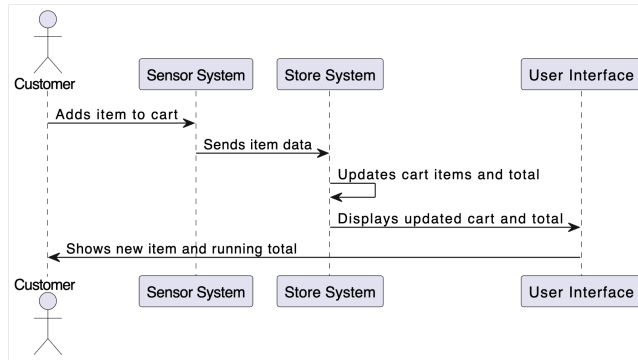 Customer
Sensor System
Store System
User Interface
Adds item to cart
Sends item data
Updates cart items and total
Displays updated cart and total
Shows new item and running total
Customer
Sensor System
Store System
User Interface